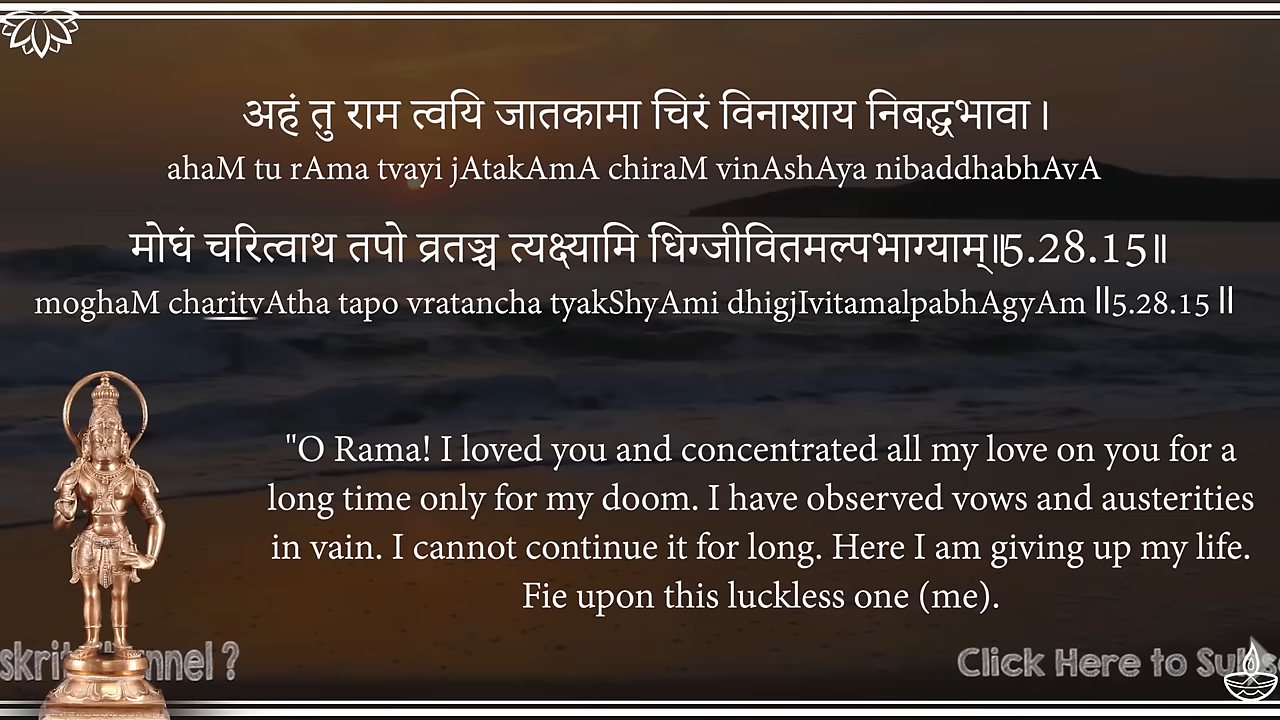 अहं तु राम त्वयि जातकामा चिरं विनाशाय निबद्धभावा ।
ahaM tu rAma tvayi jAtakAmA chiraM vinAshAya nibaddhabhAvA
मोघं चरित्वाथ तपो व्रतञ्च त्यक्ष्यामि धिग्जीवितमल्पभाग्याम्॥5.28.15॥
moghaM charitvAtha tapo vratancha tyakShyAmi dhigjIvitamalpabhAgyAm ॥5.28.15 ॥
"O Rama! I loved you and concentrated all my love on you for a
long time only for my doom. I have observed vows and austerities
in vain. I cannot continue it for long. Here I am giving up my life.
Fie upon this luckless one (me).
?
Click Here to